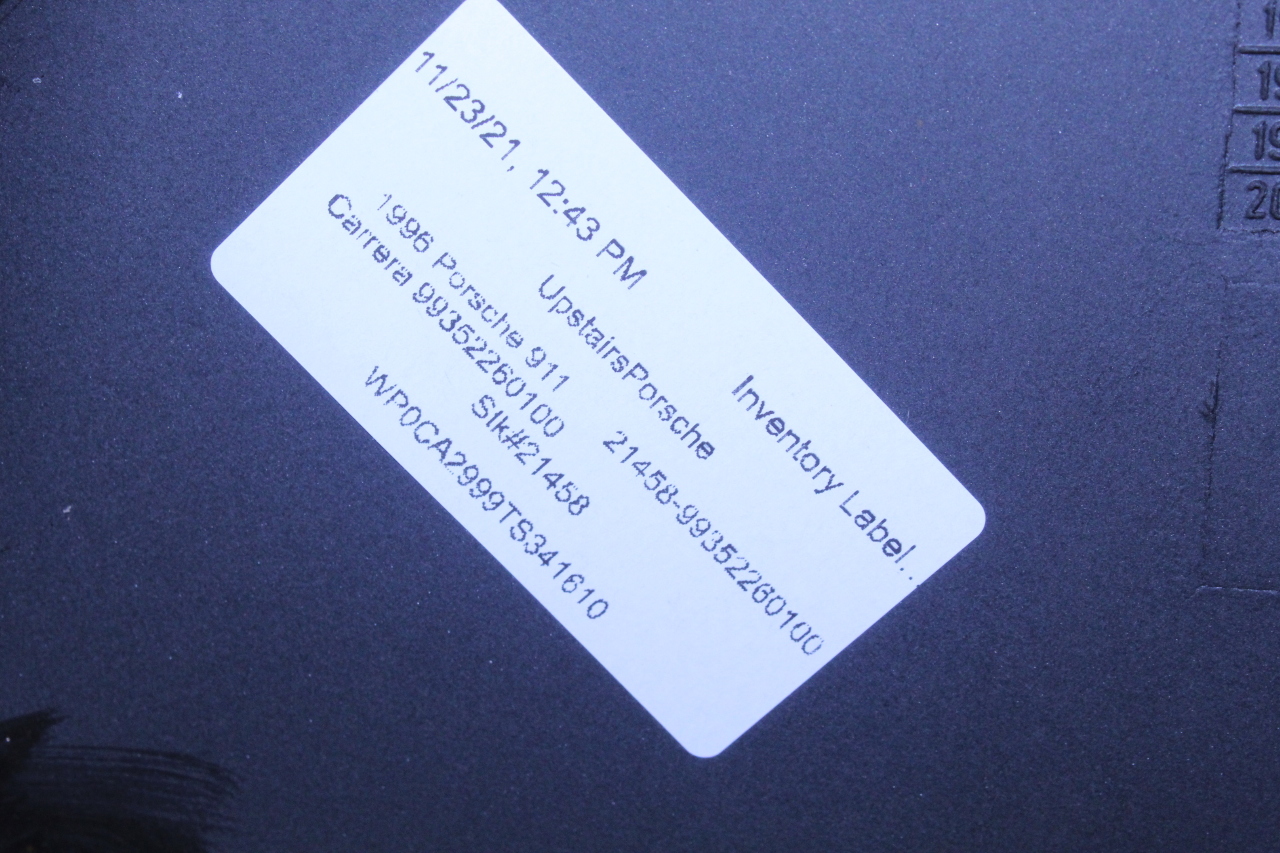 11/23/21, 12:43 PM Inventory Label..
UpstairsPorsche
1996 Porsche 911 21458-99352260100
Carrera 99352260100
Stk#21458
WP0CA2999TS341610